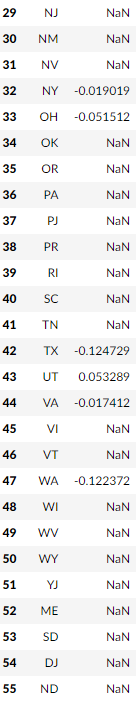 29 NJ NaN
30 NM NaN
31 NV NaN
32 NY -0.019019
33 OH -0.051512
34 OK NaN
35 OR NaN
36 PA NaN
37 PJ NaN
38 PR NaN
39 RI NaN
40 SC NaN
41 TN NaN
42 TX -0.124729
43 UT 0.053289
44 VA -0.017412
45 VI NaN
46 VT NaN
47 WA -0.122372
48 WI NaN
49 WV NaN
50 WY NaN
51 YJ NaN
52 ME NaN
53 SD NaN
54 DJ NaN
55 ND NaN